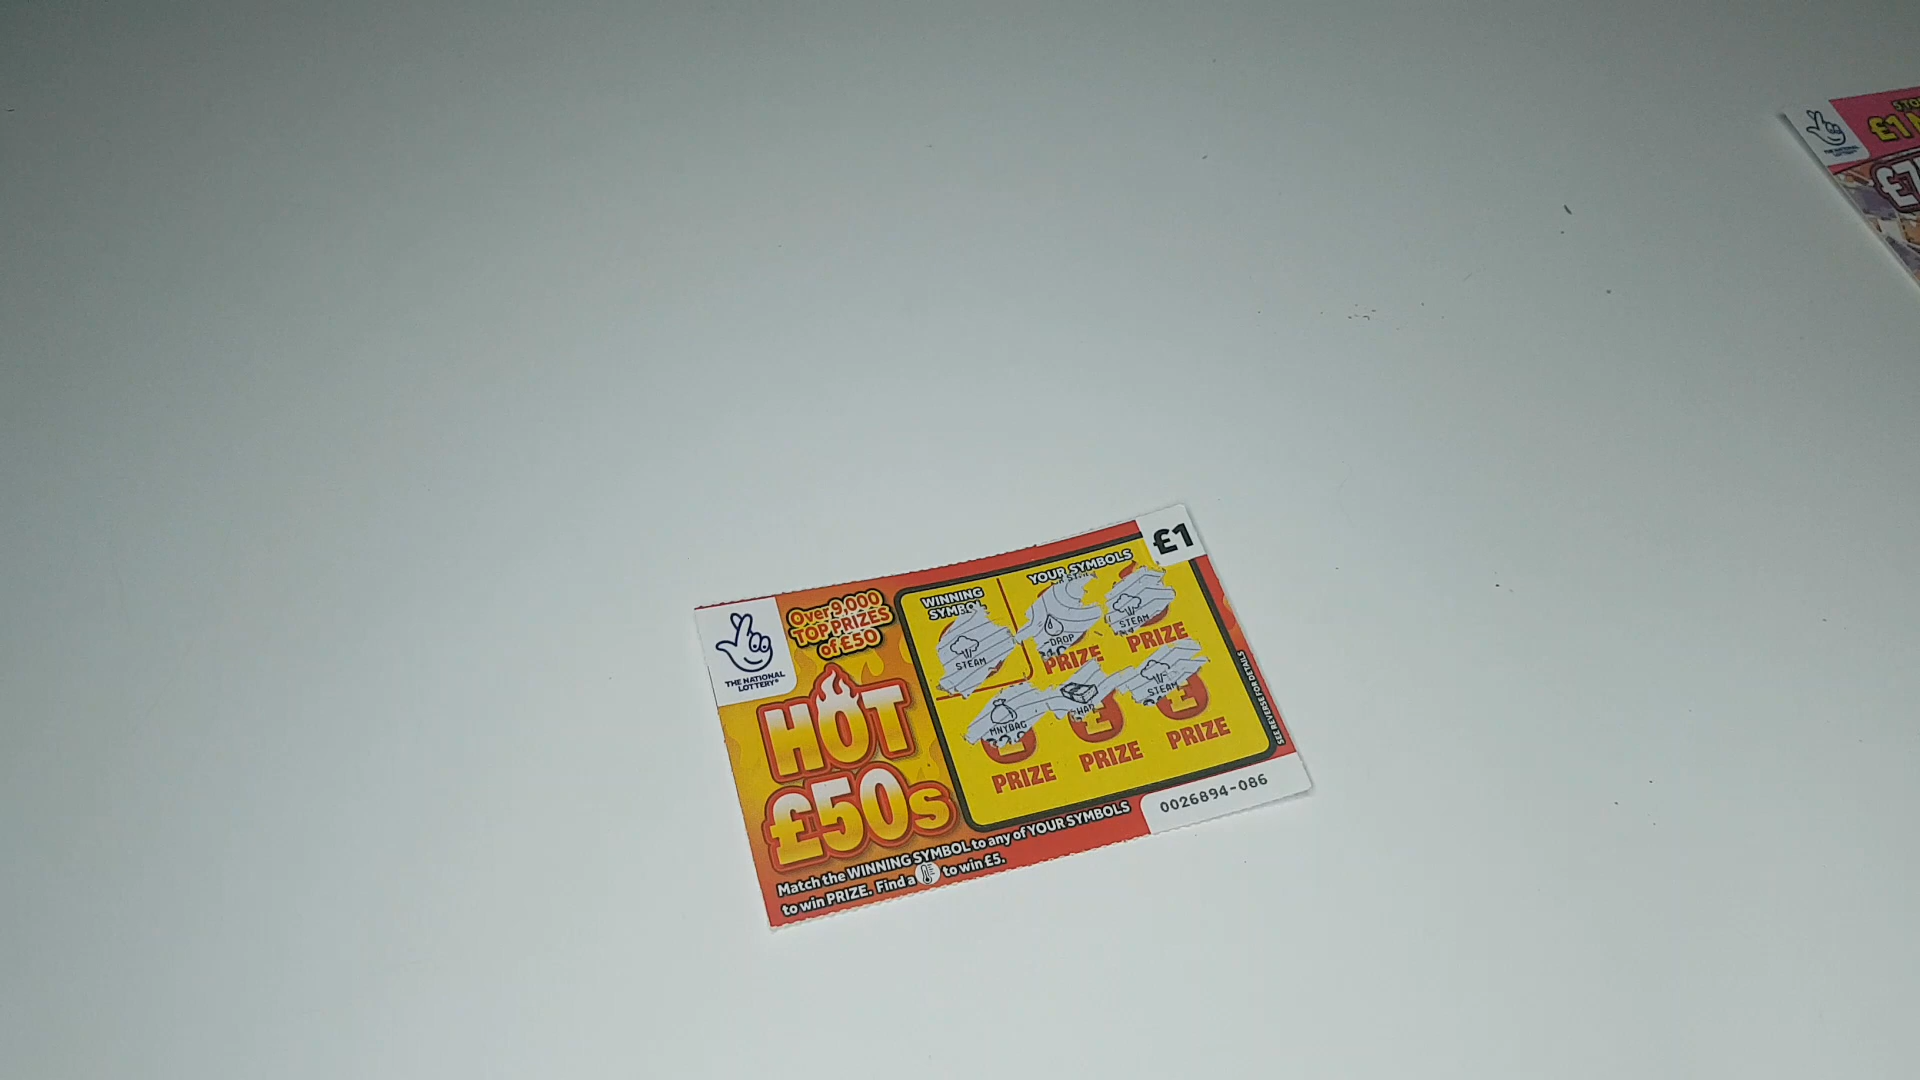 £1
THE NATIONAL
LOTTERY®
Over 9,000
TOP PRIZES
of £50
HOT
£50s
WINNING
SYMBOL
STEAM
YOUR SYMBOLS
DROP
PRIZE
STEAM
PRIZE
MNYBAG
PRIZE
PRIZE
STEAM
PRIZE
SEE REVERSE FOR DETAILS
0026894-086
Match the WINNING SYMBOL to any of YOUR SYMBOLS
to win PRIZE. Find a to win £5.
£1